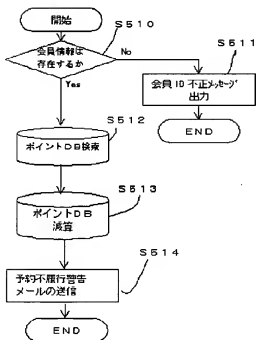 開始
S510
会員情報は
存在するか
No
S511
Yes
会員ID不正メッセージ
出力
END
S512
ポイントDB検索
S513
ポイントDB
減算
S514
予約不履行警告
メールの送信
END